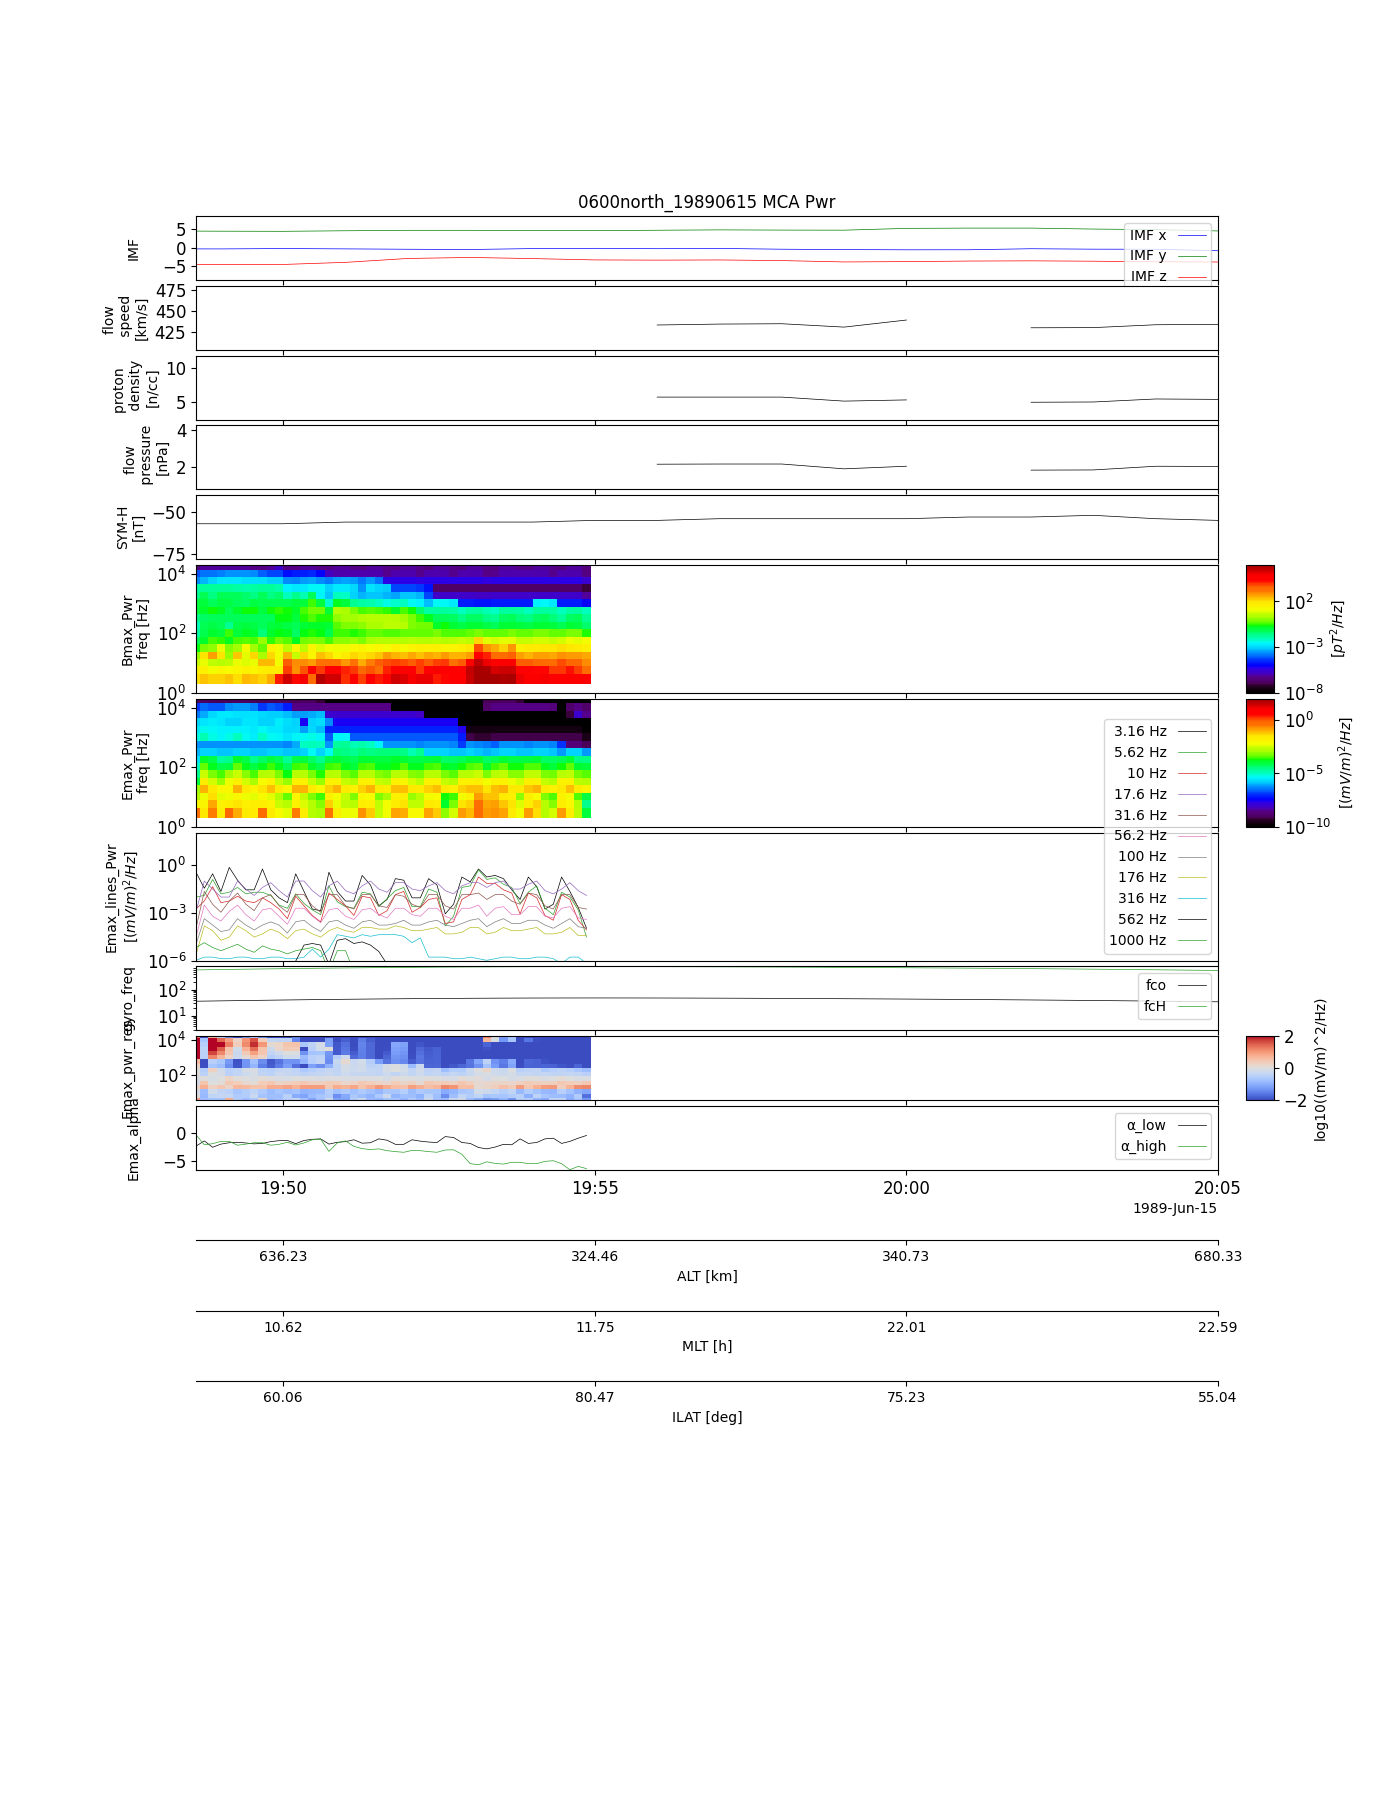 0600north_19890615 MCA Pwr
IMF
5
0
−5
IMF x
IMF y
IMF z
flow
speed
[km/s]
475
450
425
proton
density
[n/cc]
10
5
flow
pressure
[nPa]
4
2
SYM-H
[nT]
−50
−75
Bmax_Pwr
freq [Hz]
10^4
10^2
10^0
10^2
10^-3
10^-8
[pT^2/Hz]
Emax_Pwr
freq [Hz]
10^4
10^2
10^0
10^0
10^-5
10^-10
[(mV/m)^2/Hz]
Emax_lines_Pwr
[(mV/m)^2/Hz]
10^0
10^-3
10^-6
3.16 Hz
5.62 Hz
10 Hz
17.6 Hz
31.6 Hz
56.2 Hz
100 Hz
176 Hz
316 Hz
562 Hz
1000 Hz
gyro_freq
10^2
10^1
fco
fcH
Emax_pwr_reg
10^4
10^2
2
0
−2
log10((mV/m)^2/Hz)
Emax_alpha
0
−5
α_low
α_high
19:50 19:55 20:00 20:05
1989-Jun-15
636.23 324.46 340.73 680.33
ALT [km]
10.62 11.75 22.01 22.59
MLT [h]
60.06 80.47 75.23 55.04
ILAT [deg]